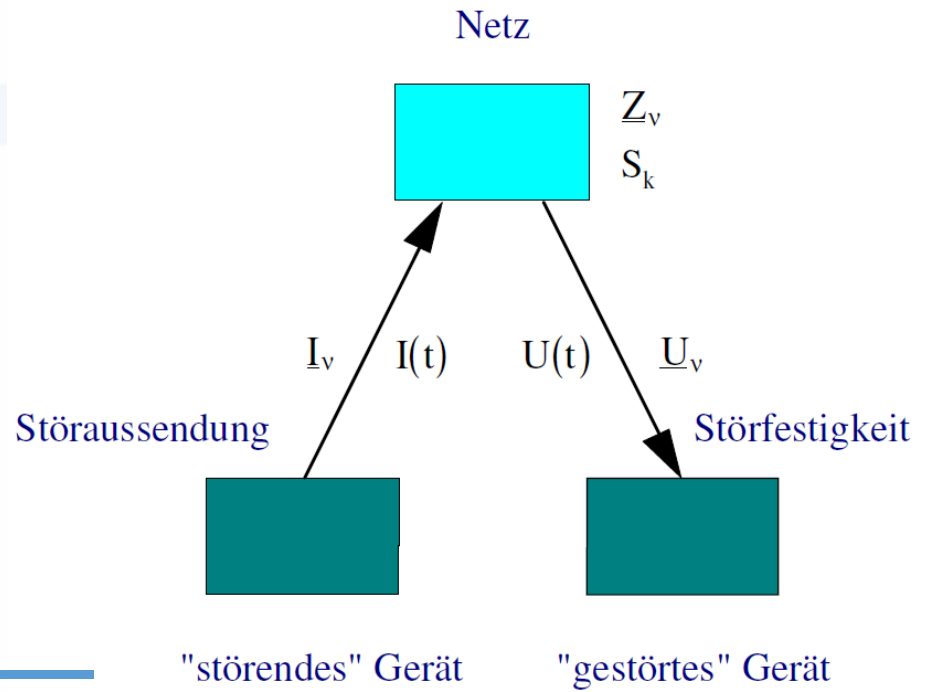 Netz
Z̲ν
Sk
I̲ν I(t) U(t) U̲ν
Störaussendung Störfestigkeit
"störendes" Gerät "gestörtes" Gerät